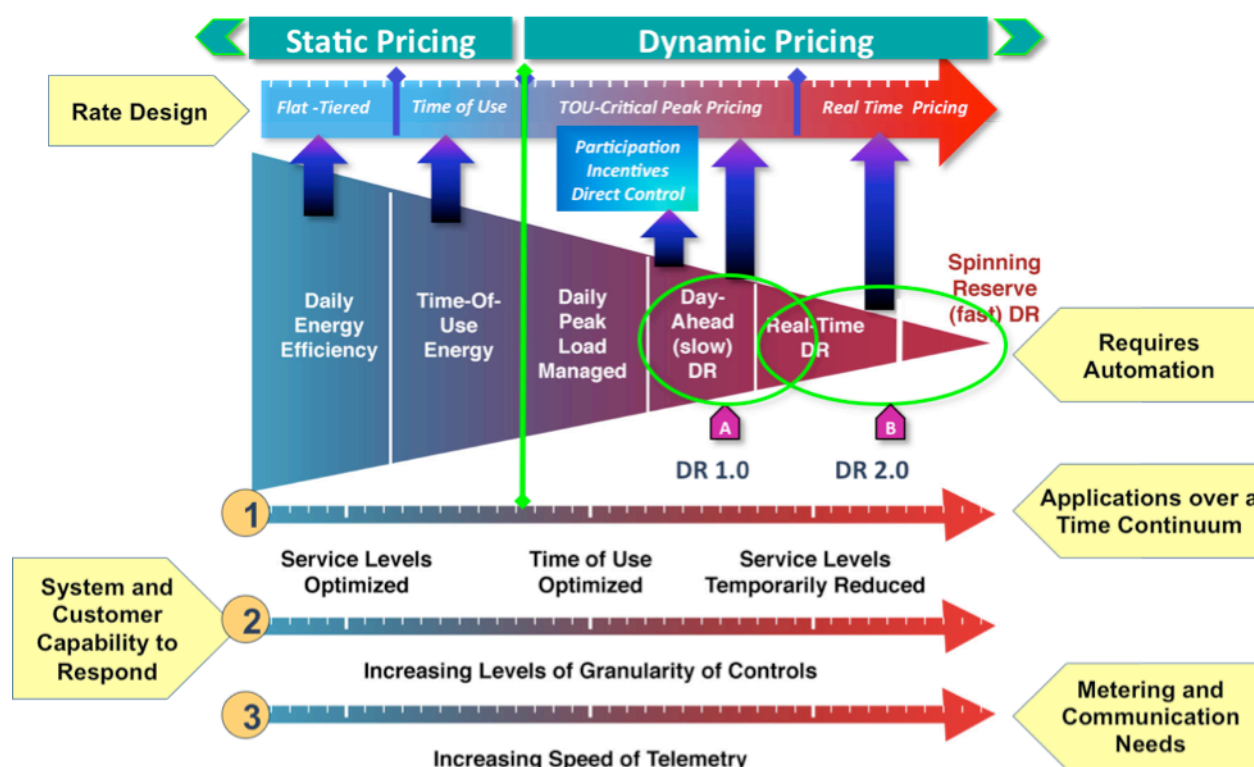 Static Pricing
Dynamic Pricing
Rate Design
Flat -Tiered
Time of Use
TOU-Critical Peak Pricing
Real Time Pricing
Participation
Incentives
Direct Control
Daily
Energy
Efficiency
Time-Of-
Use
Energy
Daily
Peak
Load
Managed
Day-
Ahead
(slow)
DR
Real-Time
DR
Spinning
Reserve
(fast) DR
Requires
Automation
A
B
DR 1.0
DR 2.0
1
Applications over a
Time Continuum
Service Levels
Optimized
Time of Use
Optimized
Service Levels
Temporarily Reduced
System and
Customer
Capability to
Respond
2
Increasing Levels of Granularity of Controls
3
Metering and
Communication
Needs
Increasing Speed of Telemetry